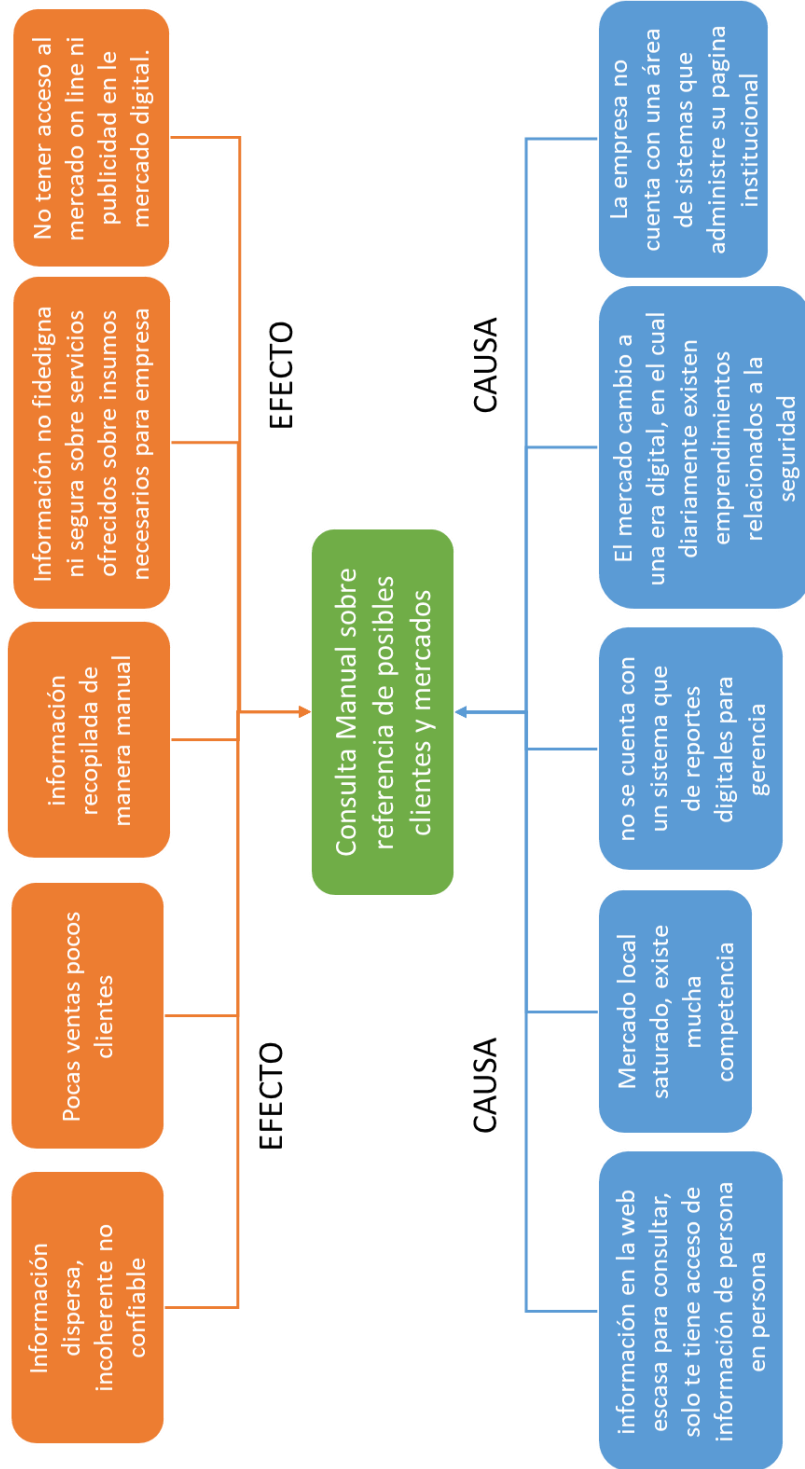 Información
dispersa,
incoherente no
confiable
Pocas ventas pocos
clientes
información
recopilada de
manera manual
Información no fidedigna
ni segura sobre servicios
ofrecidos sobre insumos
necesarios para empresa
No tener acceso al
mercado on line ni
publicidad en le
mercado digital.
EFECTO
EFECTO
Consulta Manual sobre
referencia de posibles
clientes y mercados
CAUSA
CAUSA
información en la web
escasa para consultar,
solo te tiene acceso de
información de persona
en persona
Mercado local
saturado, existe
mucha
competencia
no se cuenta con
un sistema que
de reportes
digitales para
gerencia
El mercado cambio a
una era digital, en el cual
diariamente existen
emprendimientos
relacionados a la
seguridad
La empresa no
cuenta con una área
de sistemas que
administre su pagina
institucional